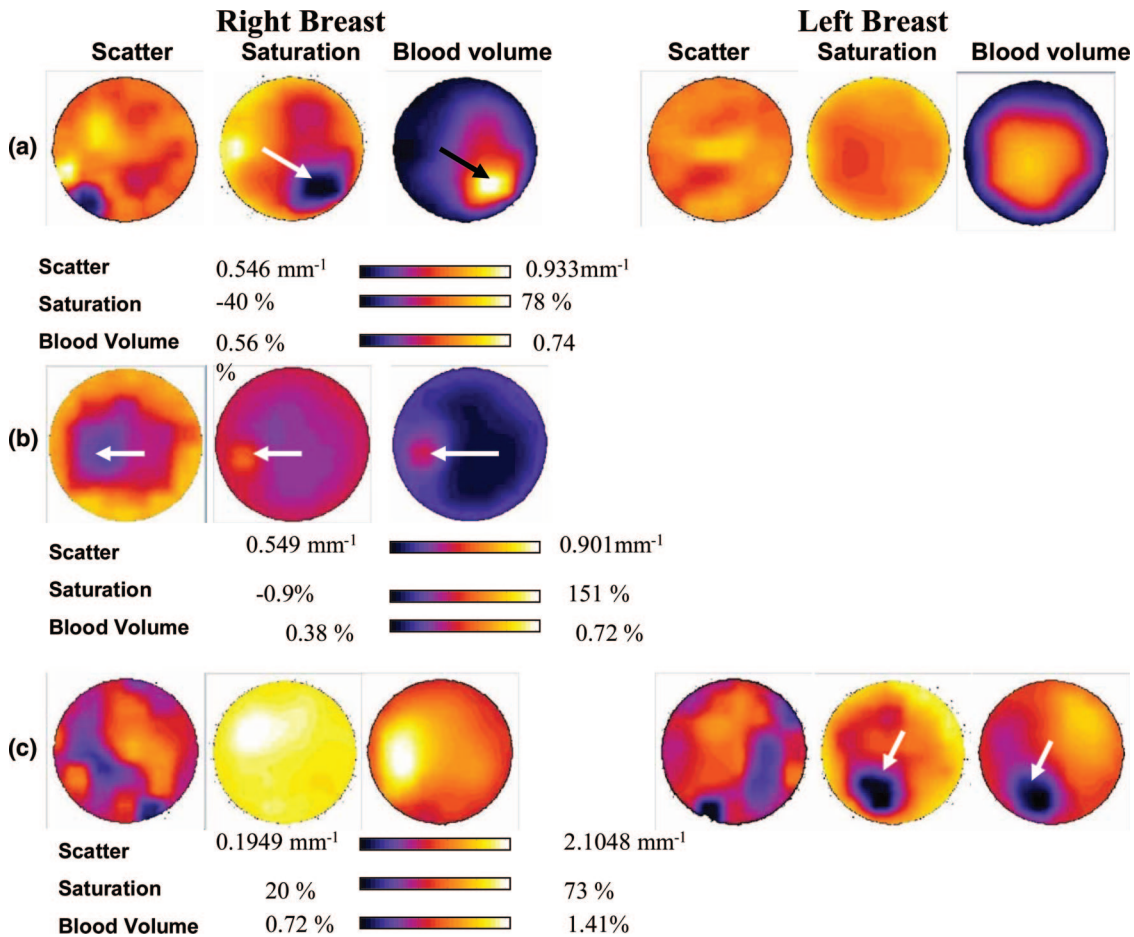 Right Breast Left Breast
Scatter Saturation Blood volume Scatter Saturation Blood volume
(a)
Scatter 0.546 mm⁻¹ 0.933mm⁻¹
Saturation -40 % 78 %
Blood Volume 0.56 % 0.74
%
(b)
Scatter 0.549 mm⁻¹ 0.901mm⁻¹
Saturation -0.9% 151 %
Blood Volume 0.38 % 0.72 %
(c)
Scatter 0.1949 mm⁻¹ 2.1048 mm⁻¹
Saturation 20 % 73 %
Blood Volume 0.72 % 1.41%